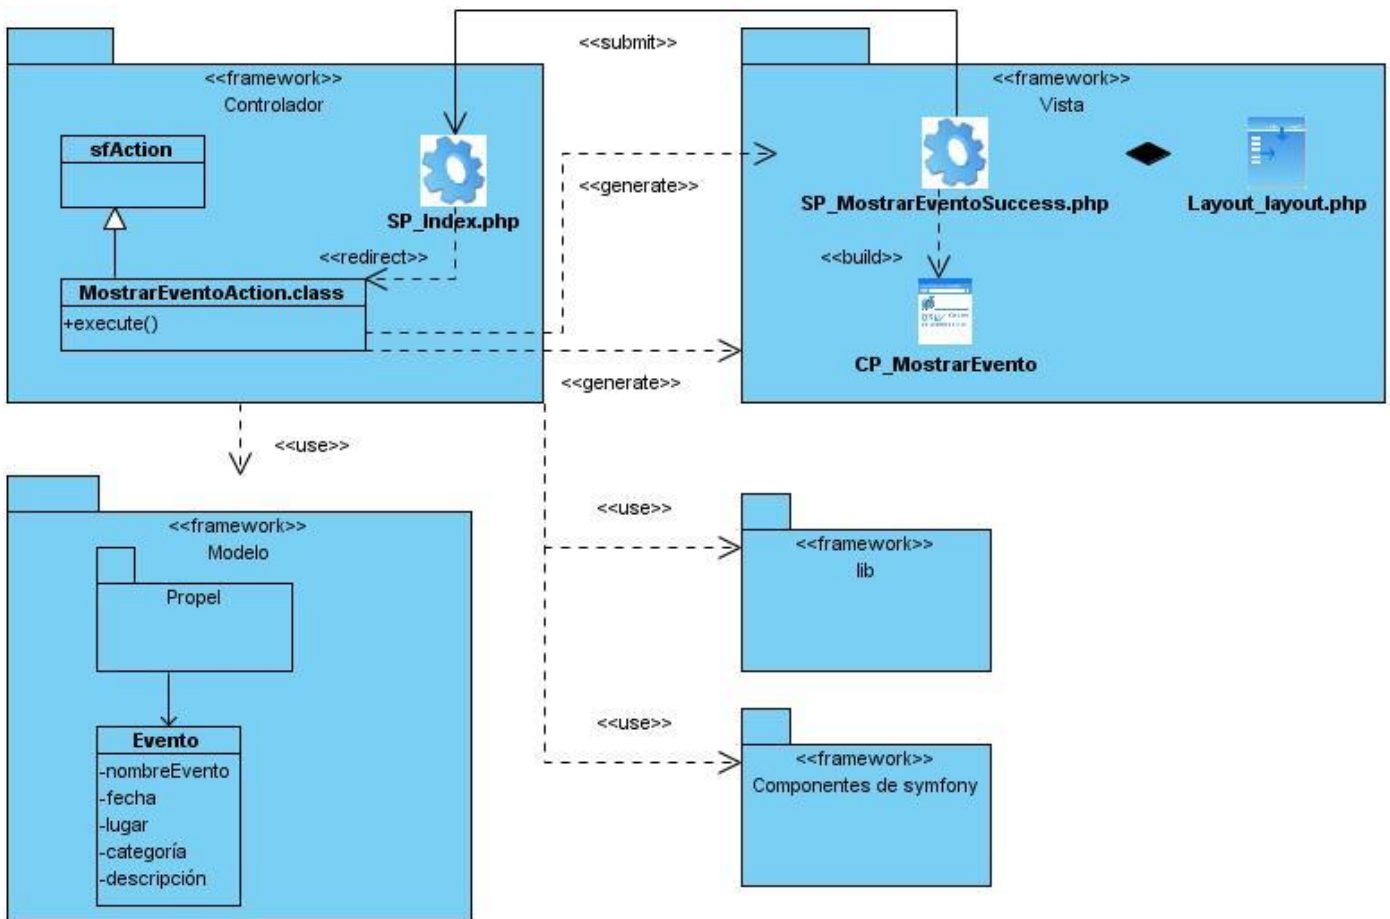 <<submit>>
<<framework>>
Controlador
sfAction
SP_Index.php
<<redirect>>
MostrarEventoAction.class
+execute()
<<generate>>
<<generate>>
<<framework>>
Vista
SP_MostrarEventoSuccess.php
Layout_layout.php
<<build>>
CP_MostrarEvento
<<use>>
<<framework>>
Modelo
Propel
Evento
-nombreEvento
-fecha
-lugar
-categoría
-descripción
<<use>>
<<framework>>
lib
<<use>>
<<framework>>
Componentes de symfony